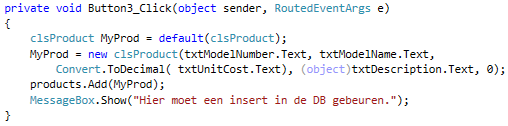 private void Button3_Click(object sender, RoutedEventArgs e)
{
clsProduct MyProd = default(clsProduct);
MyProd = new clsProduct(txtModelNumber.Text, txtModelName.Text,
Convert.ToDecimal( txtUnitCost.Text), (object)txtDescription.Text, 0);
products.Add(MyProd);
MessageBox.Show("Hier moet een insert in de DB gebeuren.");
}